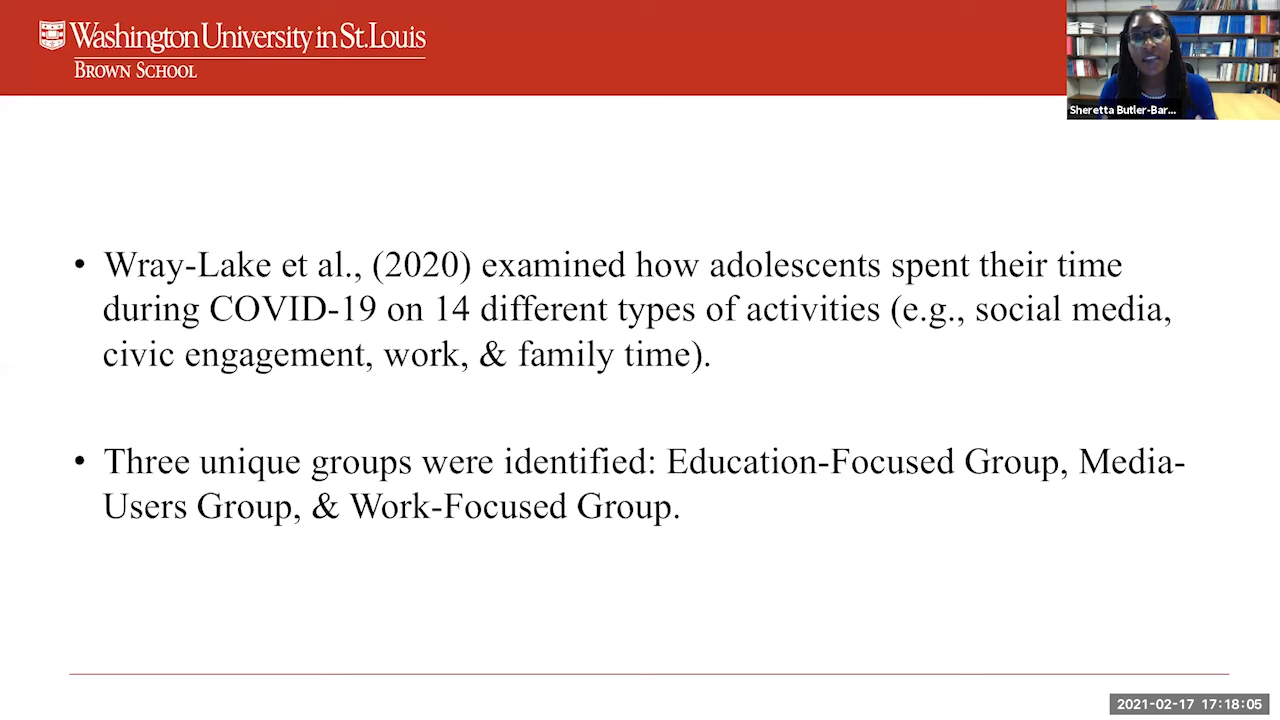 Washington University in St. Louis
BROWN SCHOOL
Sheretta Butler-Bar...
• Wray-Lake et al., (2020) examined how adolescents spent their time
during COVID-19 on 14 different types of activities (e.g., social media,
civic engagement, work, & family time).
• Three unique groups were identified: Education-Focused Group, Media-
Users Group, & Work-Focused Group.
2021-02-17 17:18:05